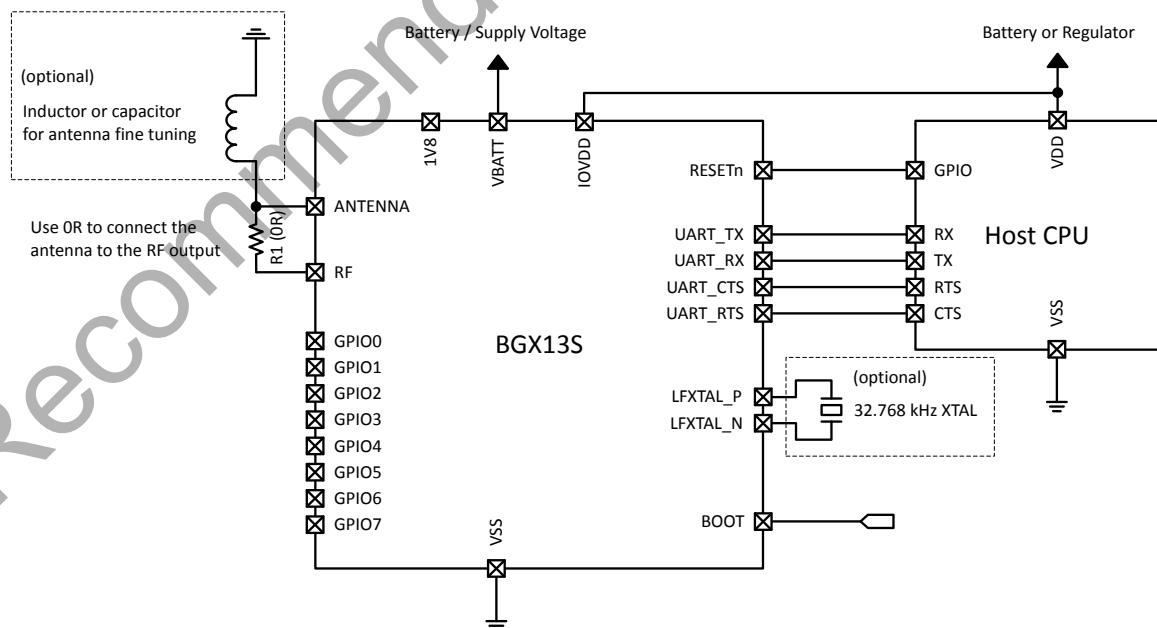 Battery / Supply Voltage
Battery or Regulator
(optional)
Inductor or capacitor
for antenna fine tuning
1V8
VBATT
IOVDD
VDD
RESETn
GPIO
ANTENNA
Use 0R to connect the
antenna to the RF output
R1 (0R)
RF
UART_TX
RX
Host CPU
UART_RX
TX
UART_CTS
RTS
UART_RTS
CTS
VSS
GPIO0
GPIO1
GPIO2
GPIO3
GPIO4
GPIO5
GPIO6
GPIO7
BGX13S
(optional)
LFXTAL_P
32.768 kHz XTAL
LFXTAL_N
BOOT
VSS
Recommend